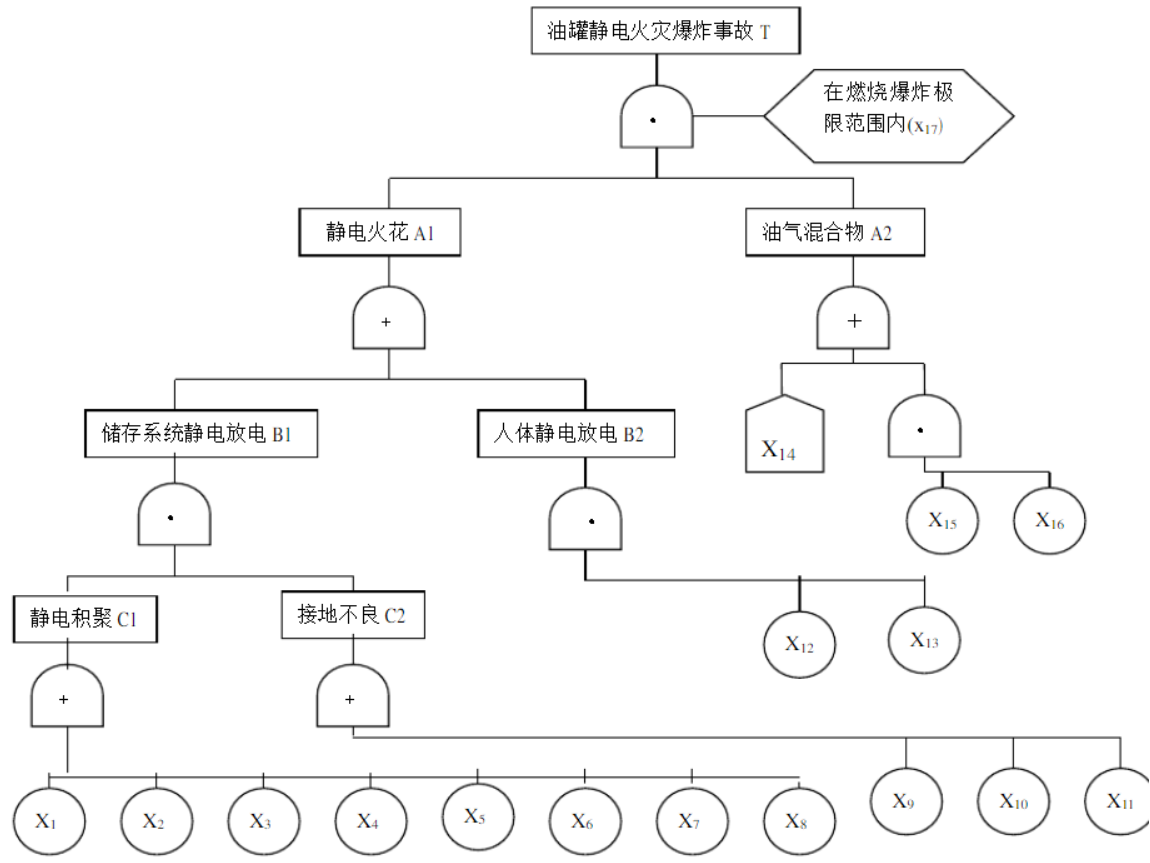 油罐静电火灾爆炸事故 T
在燃烧爆炸极
限范围内(x₁₇)
·
静电火花 A1
油气混合物 A2
+
+
储存系统静电放电 B1
人体静电放电 B2
X₁₄
·
·
·
X₁₅
X₁₆
静电积聚 C1
接地不良 C2
X₁₂
X₁₃
+
+
X₁
X₂
X₃
X₄
X₅
X₆
X₇
X₈
X₉
X₁₀
X₁₁